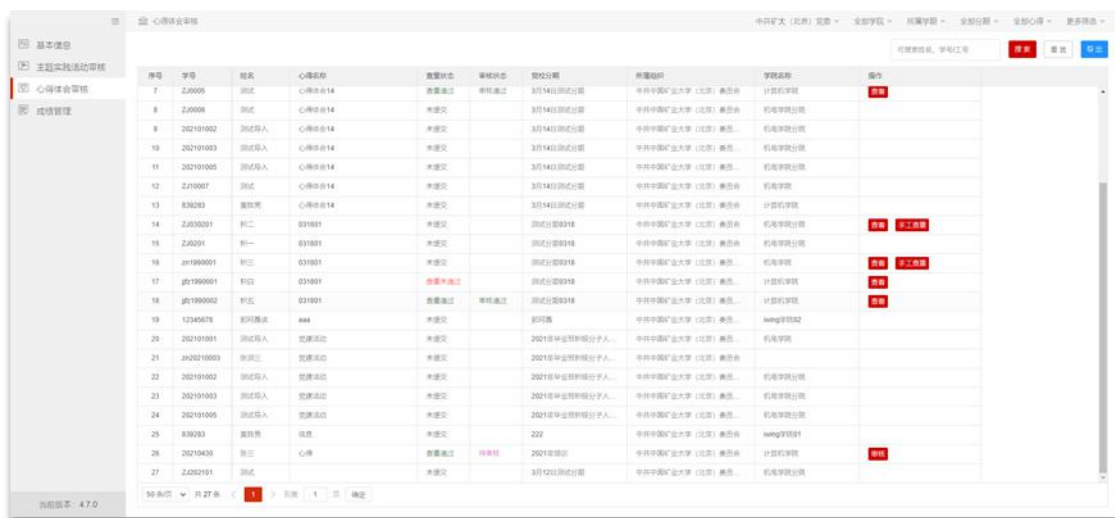 心得体会审核 中共矿大（北京）党委 全部学院 所属学期 全部分期 全部心得 更多筛选
基本信息
可搜索姓名、学号/工号 搜索 重置 导出
主题实践活动审核
心得体会审核
成绩管理
序号 学号 姓名 心得名称 查重状态 审核状态 党校分期 所属组织 学院名称 操作
7 ZJ0005 测试 心得体会14 查重通过 审核通过 3月14日测试分期 中共中国矿业大学（北京）委员会 计算机学院 查看
8 ZJ0006 测试 心得体会14 未提交 3月14日测试分期 中共中国矿业大学（北京）委员会 机电学院分院
9 202101002 测试导入 心得体会14 未提交 3月14日测试分期 中共中国矿业大学（北京）委员... 机电学院分院
10 202101003 测试导入 心得体会14 未提交 3月14日测试分期 中共中国矿业大学（北京）委员... 机电学院分院
11 202101005 测试导入 心得体会14 未提交 3月14日测试分期 中共中国矿业大学（北京）委员... 机电学院分院
12 ZJ10007 测试 心得体会14 未提交 3月14日测试分期 中共中国矿业大学（北京）委员会 机电学院
13 839283 心得体会14 未提交 3月14日测试分期 中共中国矿业大学（北京）委员会 计算机学院
14 ZJ030201 积二 031801 未提交 测试分期0318 中共中国矿业大学（北京）委员... 机电学院分院 查看 手工查重
15 ZJ0201 积一 031801 未提交 测试分期0318 中共中国矿业大学（北京）委员... 机电学院
16 zn1990001 积三 031801 未提交 测试分期0318 中共中国矿业大学（北京）委员... 机电学院分院 查看 手工查重
17 jfz1990001 积四 031801 查重未通过 测试分期0318 中共中国矿业大学（北京）委员... 计算机学院 查看
18 jfz1990002 积五 031801 查重通过 审核通过 测试分期0318 中共中国矿业大学（北京）委员... 计算机学院 查看
19 12345678 aaa 未提交 中共中国矿业大学（北京）委员... iwing学院02
20 202101001 测试导入 党建活动 未提交 2021年毕业班积极分子人... 中共中国矿业大学（北京）委员... 机电学院
21 zn20210003 张测三 党建活动 未提交 2021年毕业班积极分子人... 中共中国矿业大学（北京）委员会
22 202101002 测试导入 党建活动 未提交 2021年毕业班积极分子人... 中共中国矿业大学（北京）委员... 机电学院分院
23 202101003 测试导入 党建活动 未提交 2021年毕业班积极分子人... 中共中国矿业大学（北京）委员... 机电学院分院
24 202101005 测试导入 党建活动 未提交 2021年毕业班积极分子人... 中共中国矿业大学（北京）委员... 机电学院分院
25 839283 信息 未提交 222 中共中国矿业大学（北京）委员会 iwing学院01
26 20210430 张三 心得 查重通过 待审核 2021年培训 中共中国矿业大学（北京）委员会 计算机学院 审核
27 ZJ202101 测试 未提交 3月12日测试分期 中共中国矿业大学（北京）委员会 机电学院分院
50 条/页 共 27 条 1 到第 1 页 确定
当前版本：4.7.0